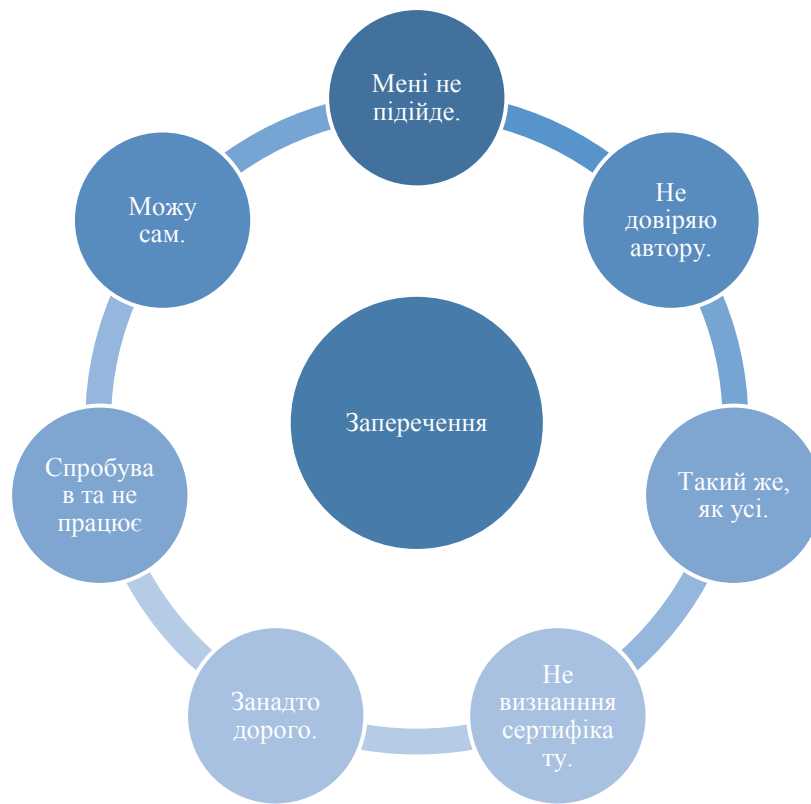 Мені не
підійде.
Не
довіряю
автору.
Такий же,
як усі.
Не
визнанння
сертифіка
ту.
Занадто
дорого.
Спробува
в та не
працює
Можу
сам.
Заперечення